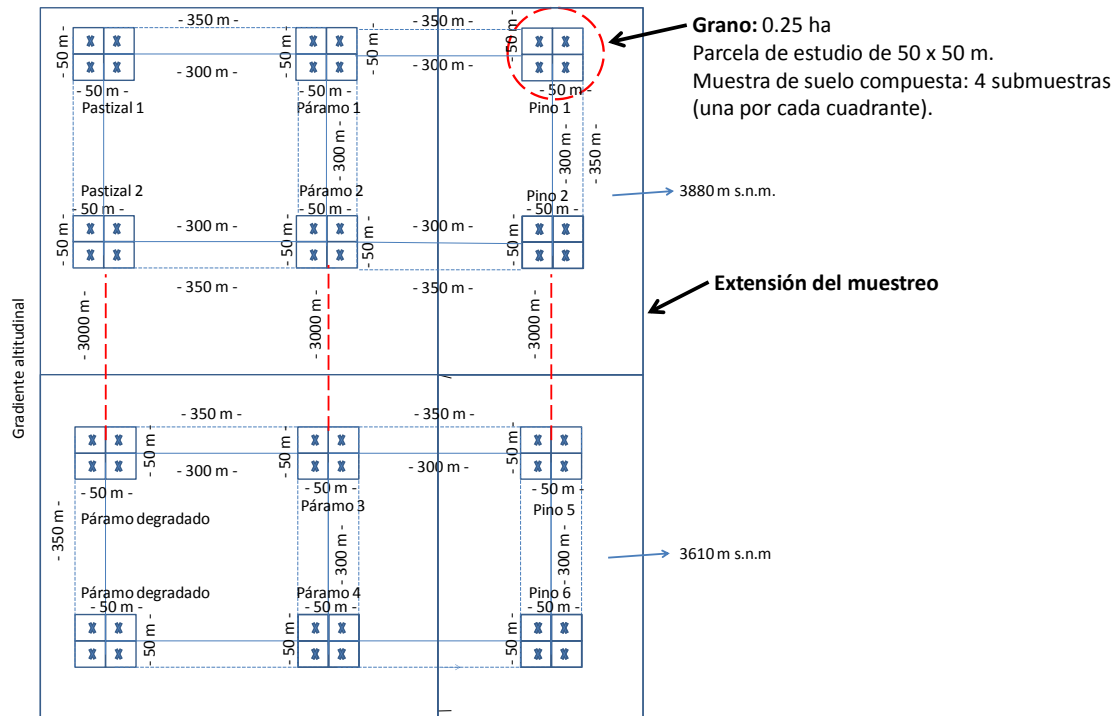 - 350 m -
- 350 m -
- 50 m -
- 50 m -
- 50 m -
- 50 m -
- 300 m -
- 300 m -
- 50 m -
- 50 m -
- 50 m -
Pastizal 1
Páramo 1
Pino 1
Grano: 0.25 ha
Parcela de estudio de 50 x 50 m.
Muestra de suelo compuesta: 4 submuestras
(una por cada cuadrante).
- 300 m -
- 300 m -
- 350 m -
Pastizal 2
Páramo 2
Pino 2
- 50 m -
- 50 m -
- 50 m -
3880 m s.n.m.
- 50 m -
- 300 m -
- 50 m -
- 50 m -
- 300 m -
- 50 m -
- 350 m -
- 350 m -
Extensión del muestreo
- 3000 m -
- 3000 m -
- 3000 m -
Gradiente altitudinal
- 350 m -
- 350 m -
- 50 m -
- 50 m -
- 50 m -
- 300 m -
- 300 m -
- 50 m -
- 50 m -
- 50 m -
Páramo degradado
Páramo 3
Pino 5
- 350 m -
- 300 m -
- 300 m -
3610 m s.n.m
Páramo degradado
Páramo 4
Pino 6
- 50 m -
- 50 m -
- 50 m -
- 50 m -
- 50 m -
- 50 m -